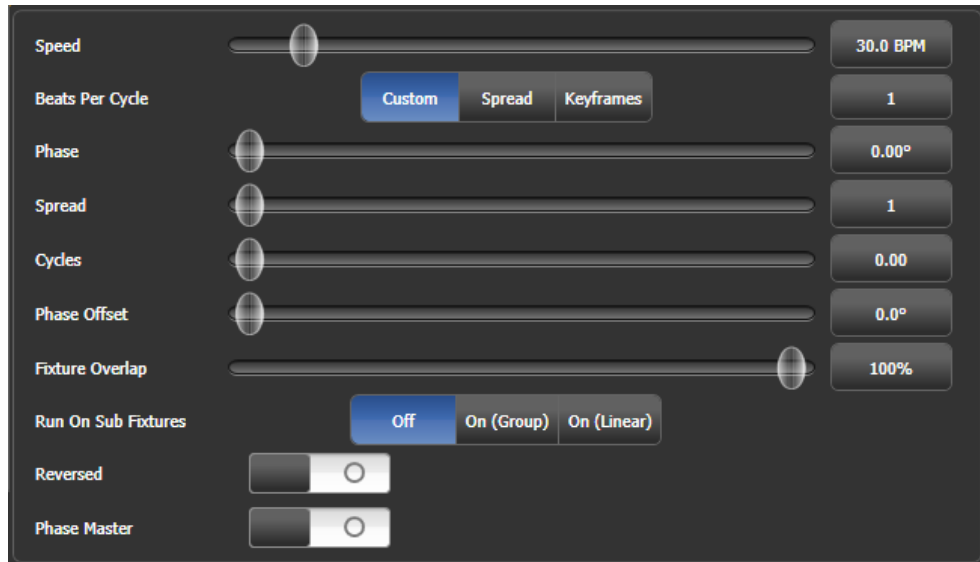 Speed 30.0 BPM
Beats Per Cycle Custom Spread Keyframes 1
Phase 0.00°
Spread 1
Cycles 0.00
Phase Offset 0.0°
Fixture Overlap 100%
Run On Sub Fixtures Off On (Group) On (Linear)
Reversed
Phase Master